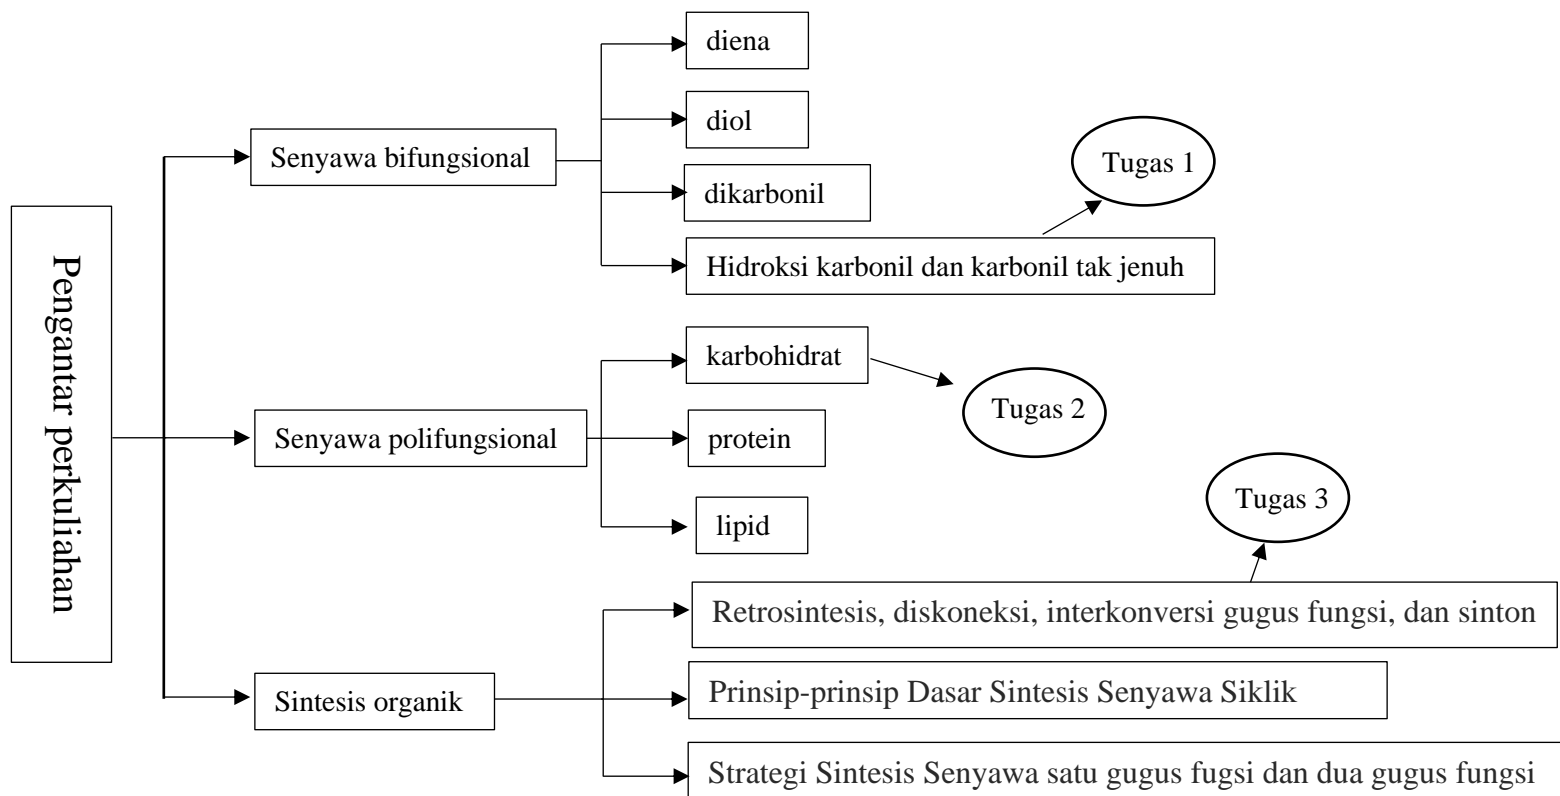 Pengantar perkuliahan
Senyawa bifungsional
diena
diol
dikarbonil
Hidroksi karbonil dan karbonil tak jenuh
Tugas 1
Senyawa polifungsional
karbohidrat
Tugas 2
protein
lipid
Tugas 3
Sintesis organik
Retrosintesis, diskoneksi, interkonversi gugus fungsi, dan sinton
Prinsip-prinsip Dasar Sintesis Senyawa Siklik
Strategi Sintesis Senyawa satu gugus fugsi dan dua gugus fungsi